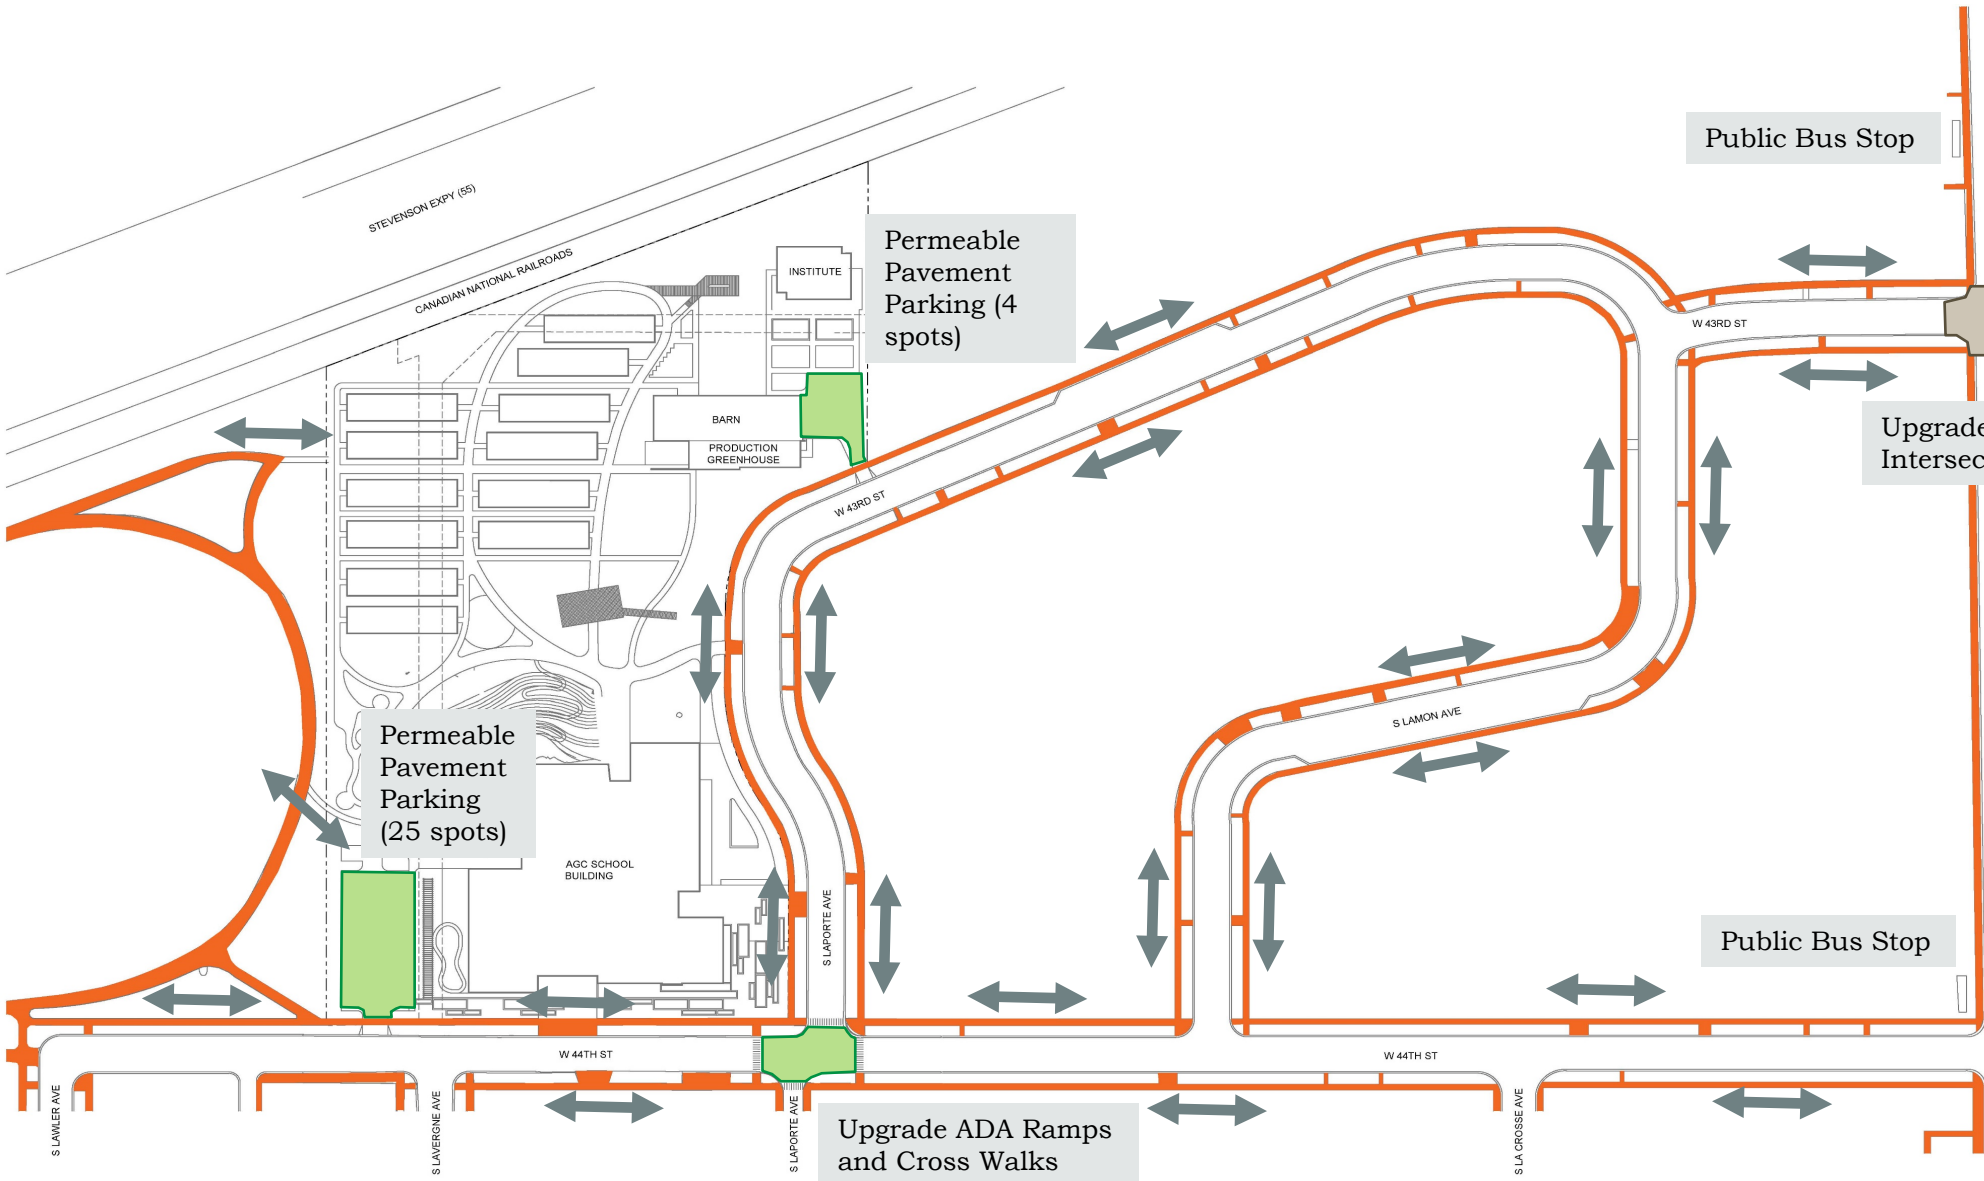 Public Bus Stop
STEVENSON EXPY (55)
CANADIAN NATIONAL RAILROADS
INSTITUTE
Permeable
Pavement
Parking (4
spots)
W 43RD ST
BARN
PRODUCTION
GREENHOUSE
Upgrade
Intersec
W 43RD ST
S LAMON AVE
Permeable
Pavement
Parking
(25 spots)
AGC SCHOOL
BUILDING
S LAPORTE AVE
Public Bus Stop
W 44TH ST
W 44TH ST
S LAWLER AVE
S LAVERGNE AVE
S LAPORTE AVE
Upgrade ADA Ramps
and Cross Walks
S LA CROSSE AVE